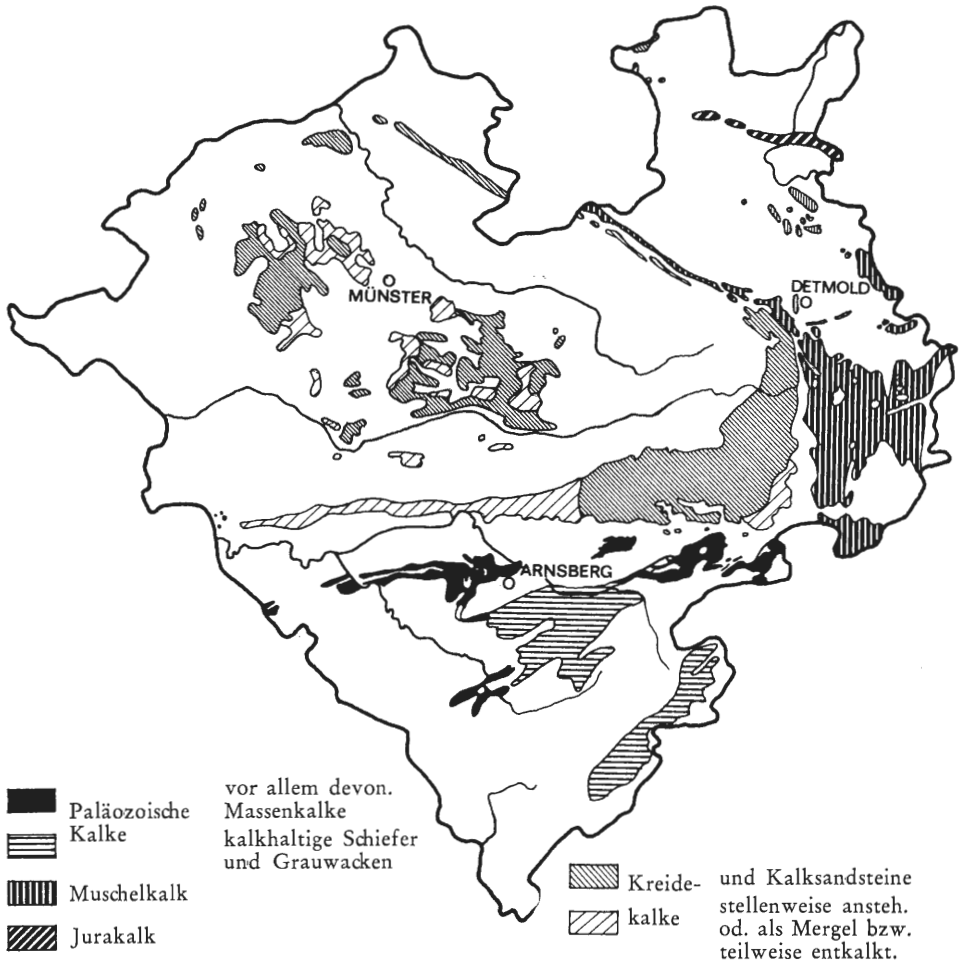 MÜNSTER
DETMOLD
ARNSBERG
Paläozoische
Kalke
vor allem devon.
Massenkalke
kalkhaltige Schiefer
und Grauwacken
Muschelkalk
Jurakalk
Kreide-
kalke
und Kalksandsteine
stellenweise ansteh.
od. als Mergel bzw.
teilweise entkalkt.